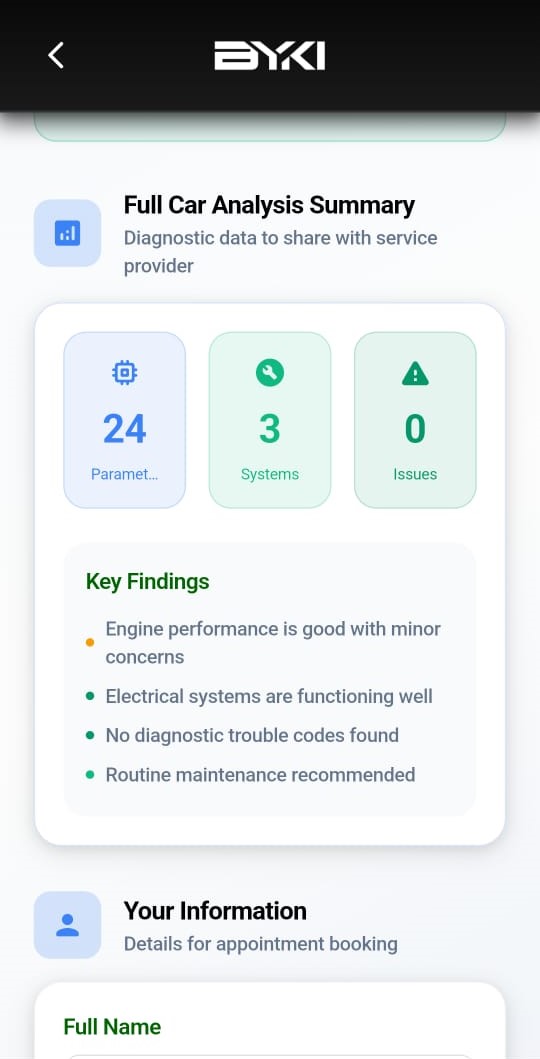 BYKI
Full Car Analysis Summary
Diagnostic data to share with service
provider
24
Paramet...
3
Systems
0
Issues
Key Findings
Engine performance is good with minor
concerns
Electrical systems are functioning well
No diagnostic trouble codes found
Routine maintenance recommended
Your Information
Details for appointment booking
Full Name